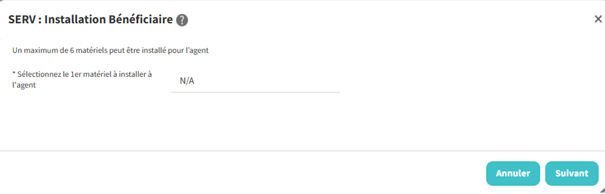 SERV : Installation Bénéficiaire ?
×
Un maximum de 6 matériels peut être installé pour l'agent
* Sélectionnez le 1er matériel à installer à
l'agent
N/A
Annuler
Suivant